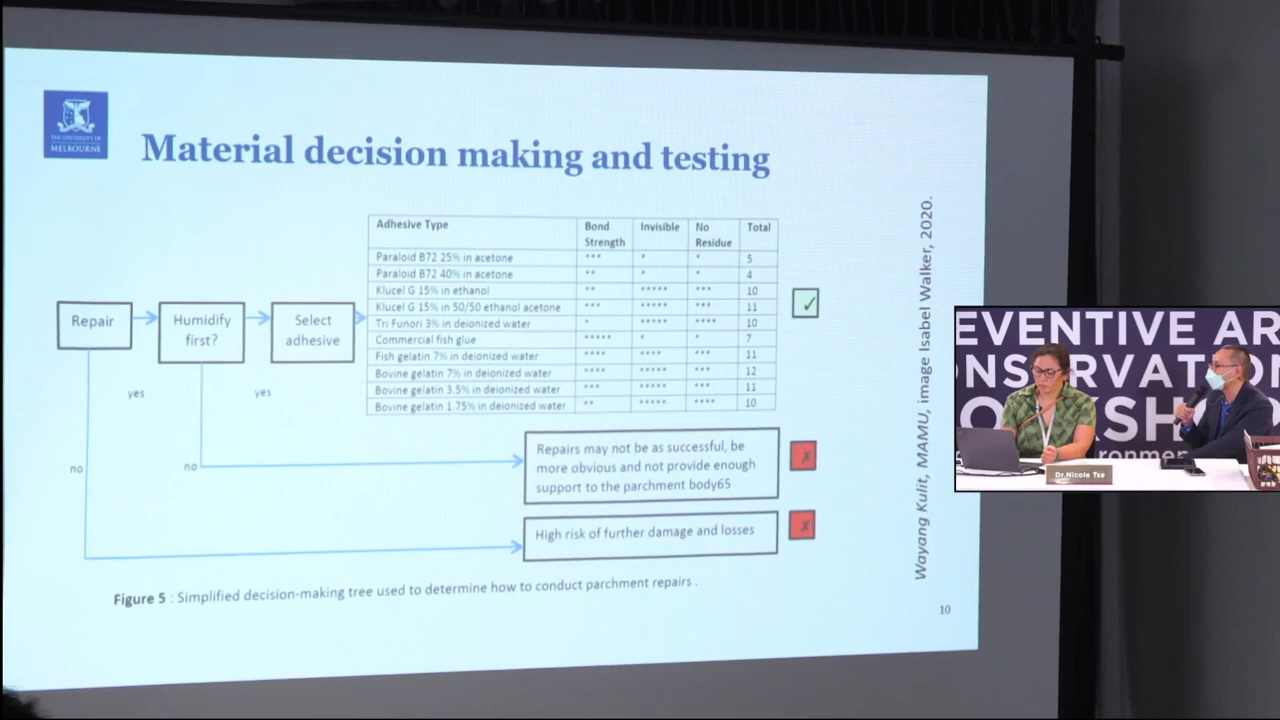 THE UNIVERSITY OF
MELBOURNE
Material decision making and testing
Adhesive Type Bond Strength Invisible No Residue Total
Paraloid B72 25% in acetone *** * * 5
Paraloid B72 40% in acetone ** * * 4
Klucel G 15% in ethanol ** ***** *** 10
Klucel G 15% in 50/50 ethanol acetone *** ***** *** 11
Tri Funori 3% in deionized water * ***** **** 10
Commercial fish glue ***** * * 7
Fish gelatin 7% in deionized water **** **** *** 11
Bovine gelatin 7% in deionized water **** ***** *** 12
Bovine gelatin 3.5% in deionized water *** ***** *** 11
Bovine gelatin 1.75% in deionized water ** ***** **** 10
Repair
Humidify
first?
Select
adhesive
yes
yes
no
no
Repairs may not be as successful, be
more obvious and not provide enough
support to the parchment body65
High risk of further damage and losses
Figure 5 : Simplified decision-making tree used to determine how to conduct parchment repairs .
Wayang Kulit, MAMU, image Isabel Walker, 2020.
10
EVENTIVE AR
ONSERVATION
WORKSHOP
ronmen
Dr.Nicole Tse